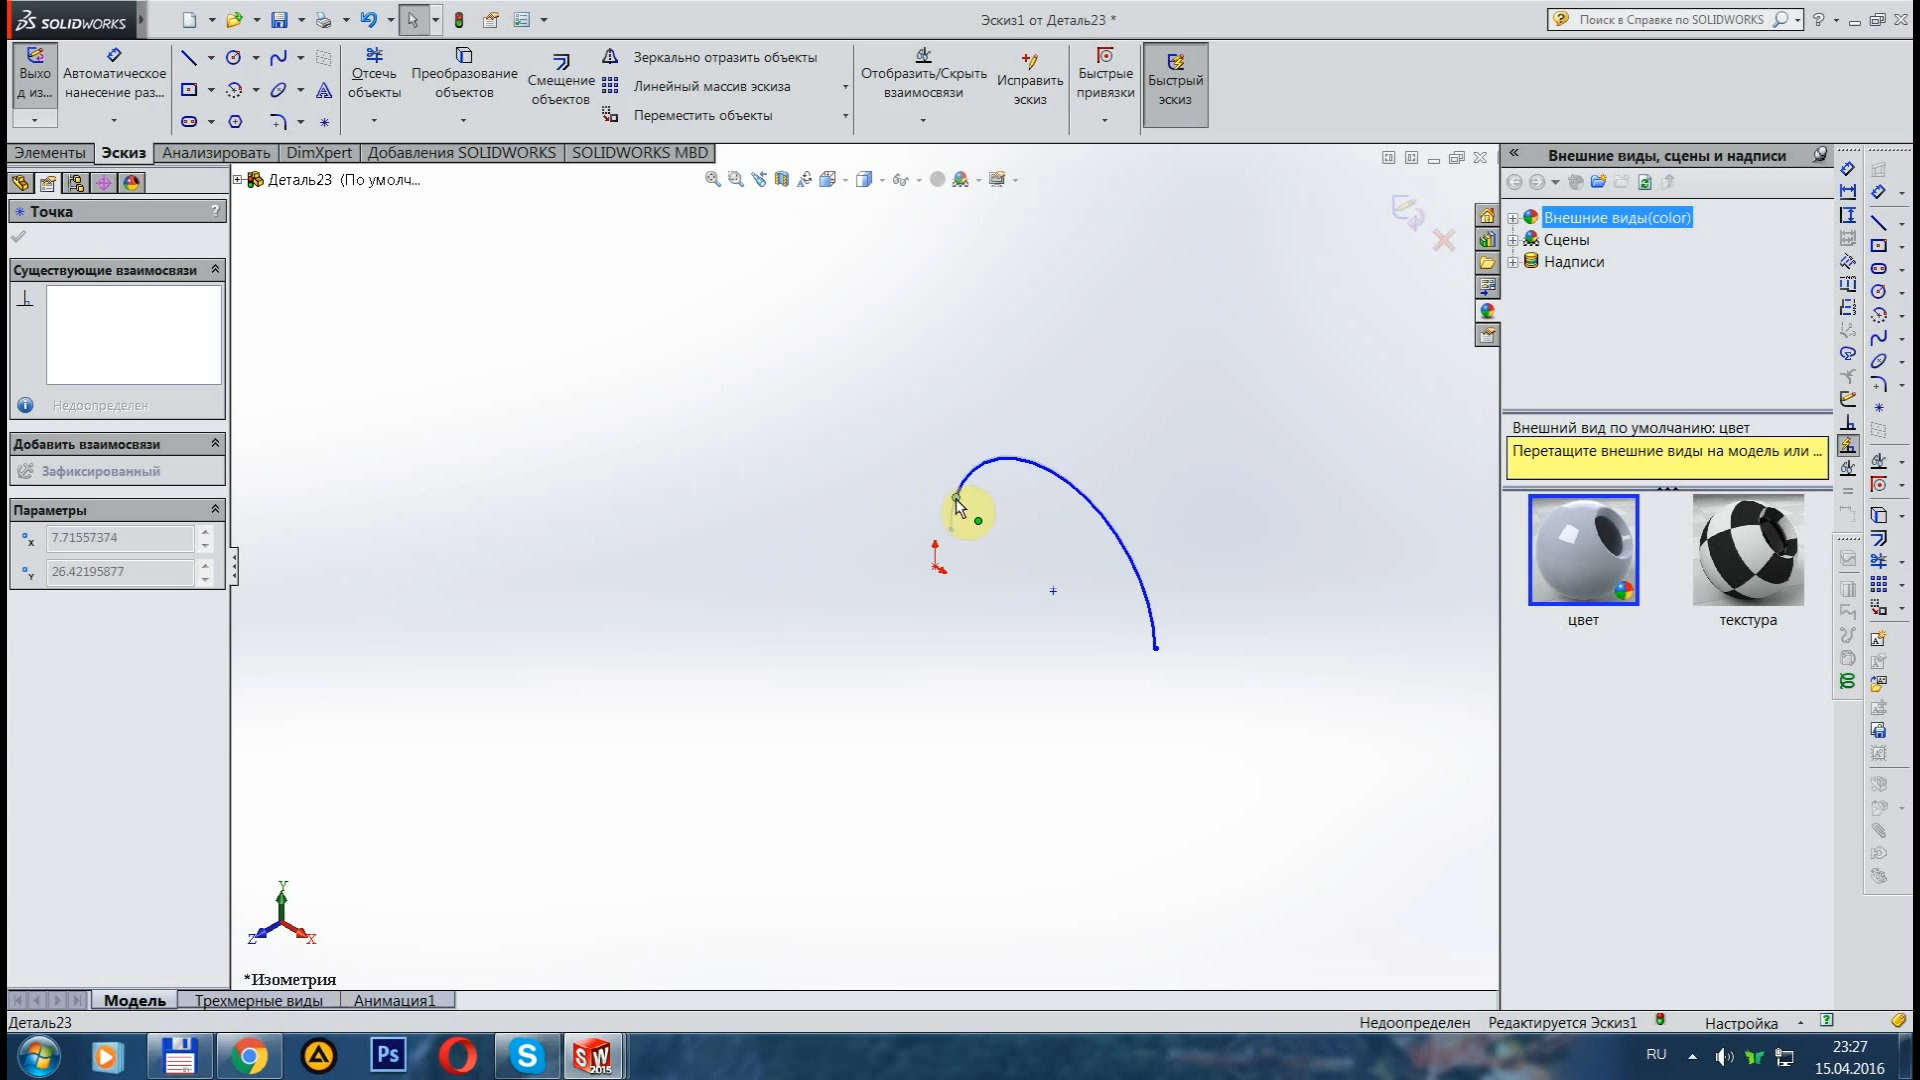 SOLIDWORKS
Эскиз1 от Деталь23 *
Поиск в Справке по SOLIDWORKS
Выхо
д из...
Автоматическое
нанесение раз...
Отсечь
объекты
Преобразование
объектов
Смещение
объектов
Зеркально отразить объекты
Линейный массив эскиза
Переместить объекты
Отобразить/Скрыть
взаимосвязи
Исправить
эскиз
Быстрые
привязки
Быстрый
эскиз
Элементы
Эскиз
Анализировать
DimXpert
Добавления SOLIDWORKS
SOLIDWORKS MBD
Точка
?
Существующие взаимосвязи
Недоопределен
Добавить взаимосвязи
Зафиксированный
Параметры
7.71557374
26.42195877
Деталь23 (По умолч...
Внешние виды, сцены и надписи
Внешние виды(color)
Сцены
Надписи
Внешний вид по умолчанию: цвет
Перетащите внешние виды на модель или ...
цвет
текстура
Y
Z
X
*Изометрия
Модель
Трехмерные виды
Анимация1
Деталь23
Недоопределен
Редактируется Эскиз1
Настройка
Ps
SW
2015
RU
23:27
15.04.2016